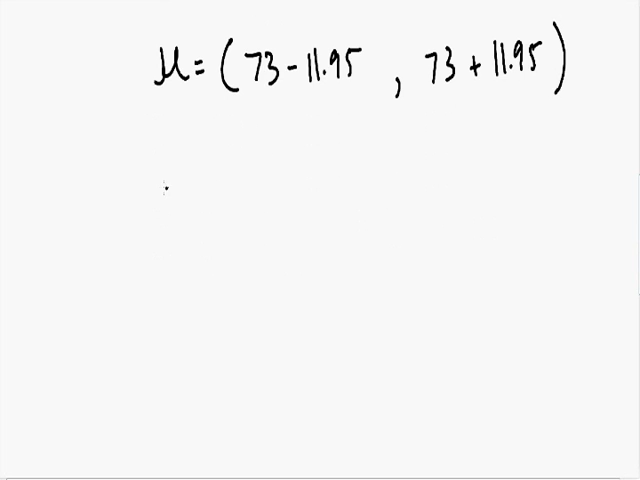 μ = ( 73 - 11.95 , 73 + 11.95 )